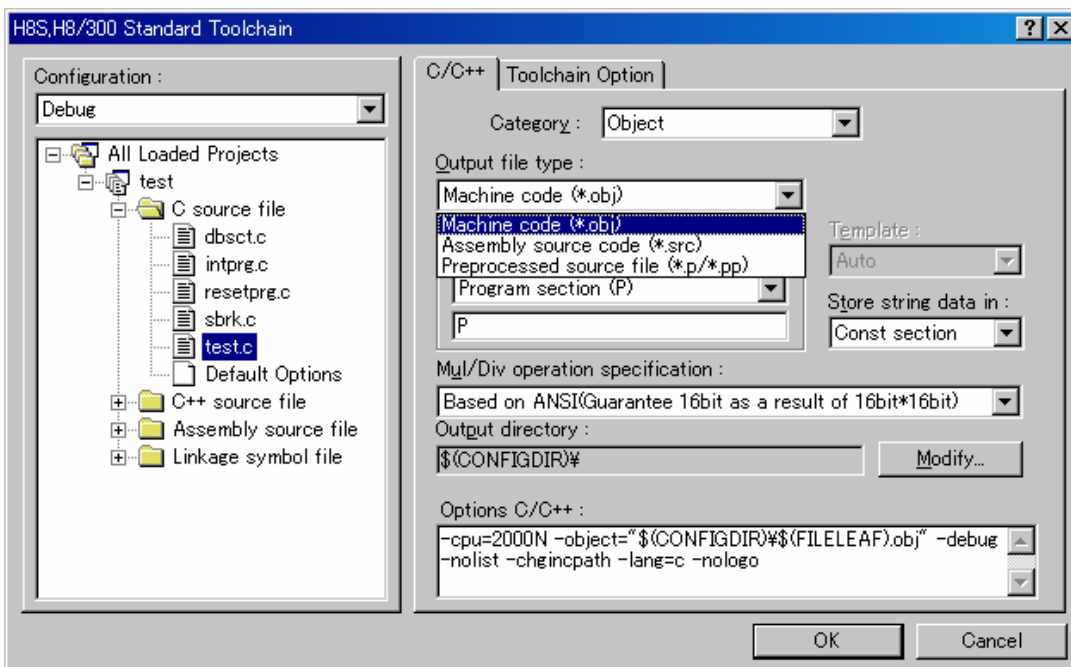 H8S,H8/300 Standard Toolchain
Configuration :
Debug
All Loaded Projects
test
C source file
dbsct.c
intprg.c
resetprg.c
sbrk.c
test.c
Default Options
C++ source file
Assembly source file
Linkage symbol file
C/C++
Toolchain Option
Category :
Object
Output file type :
Machine code (*.obj)
Machine code (*.obj)
Assembly source code (*.src)
Preprocessed source file (*.p/*.pp)
Template :
Auto
Program section (P)
P
Store string data in :
Const section
Mul/Div operation specification :
Based on ANSI(Guarantee 16bit as a result of 16bit*16bit)
Output directory :
$(CONFIGDIR)¥
Modify...
Options C/C++ :
-cpu=2000N -object="$(CONFIGDIR)¥$(FILELEAF).obj" -debug
-nolist -chgincpath -lang=c -nologo
OK
Cancel